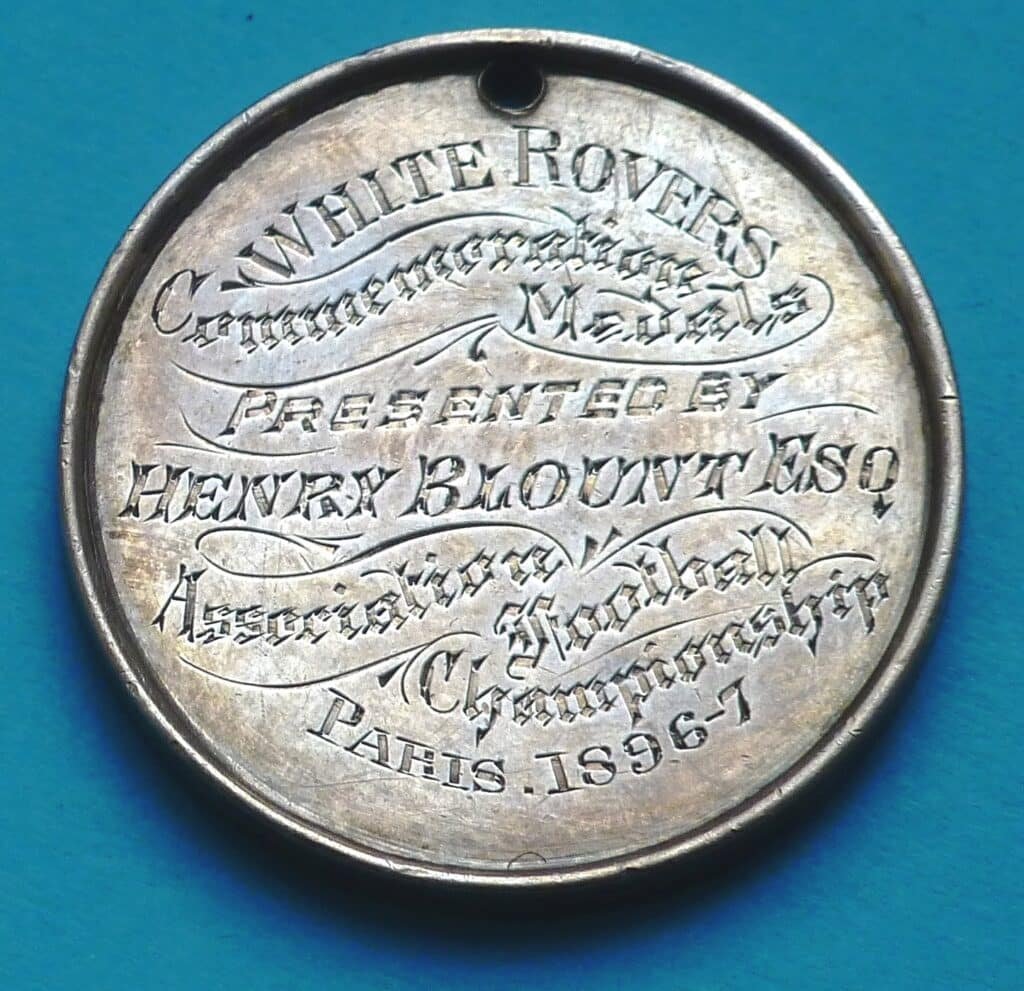 WHITE ROVERS
Commemoration
Medals
PRESENTED BY
HENRY BLOUNT ESQ
Association
Football
Championship
PARIS. 1896-7